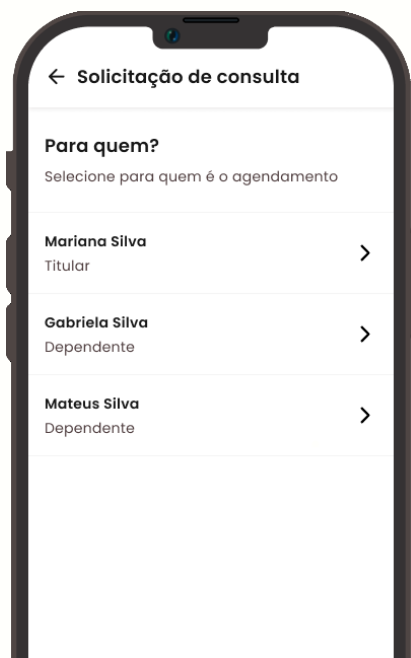 Solicitação de consulta
Para quem?
Selecione para quem é o agendamento
Mariana Silva
Titular
Gabriela Silva
Dependente
Mateus Silva
Dependente